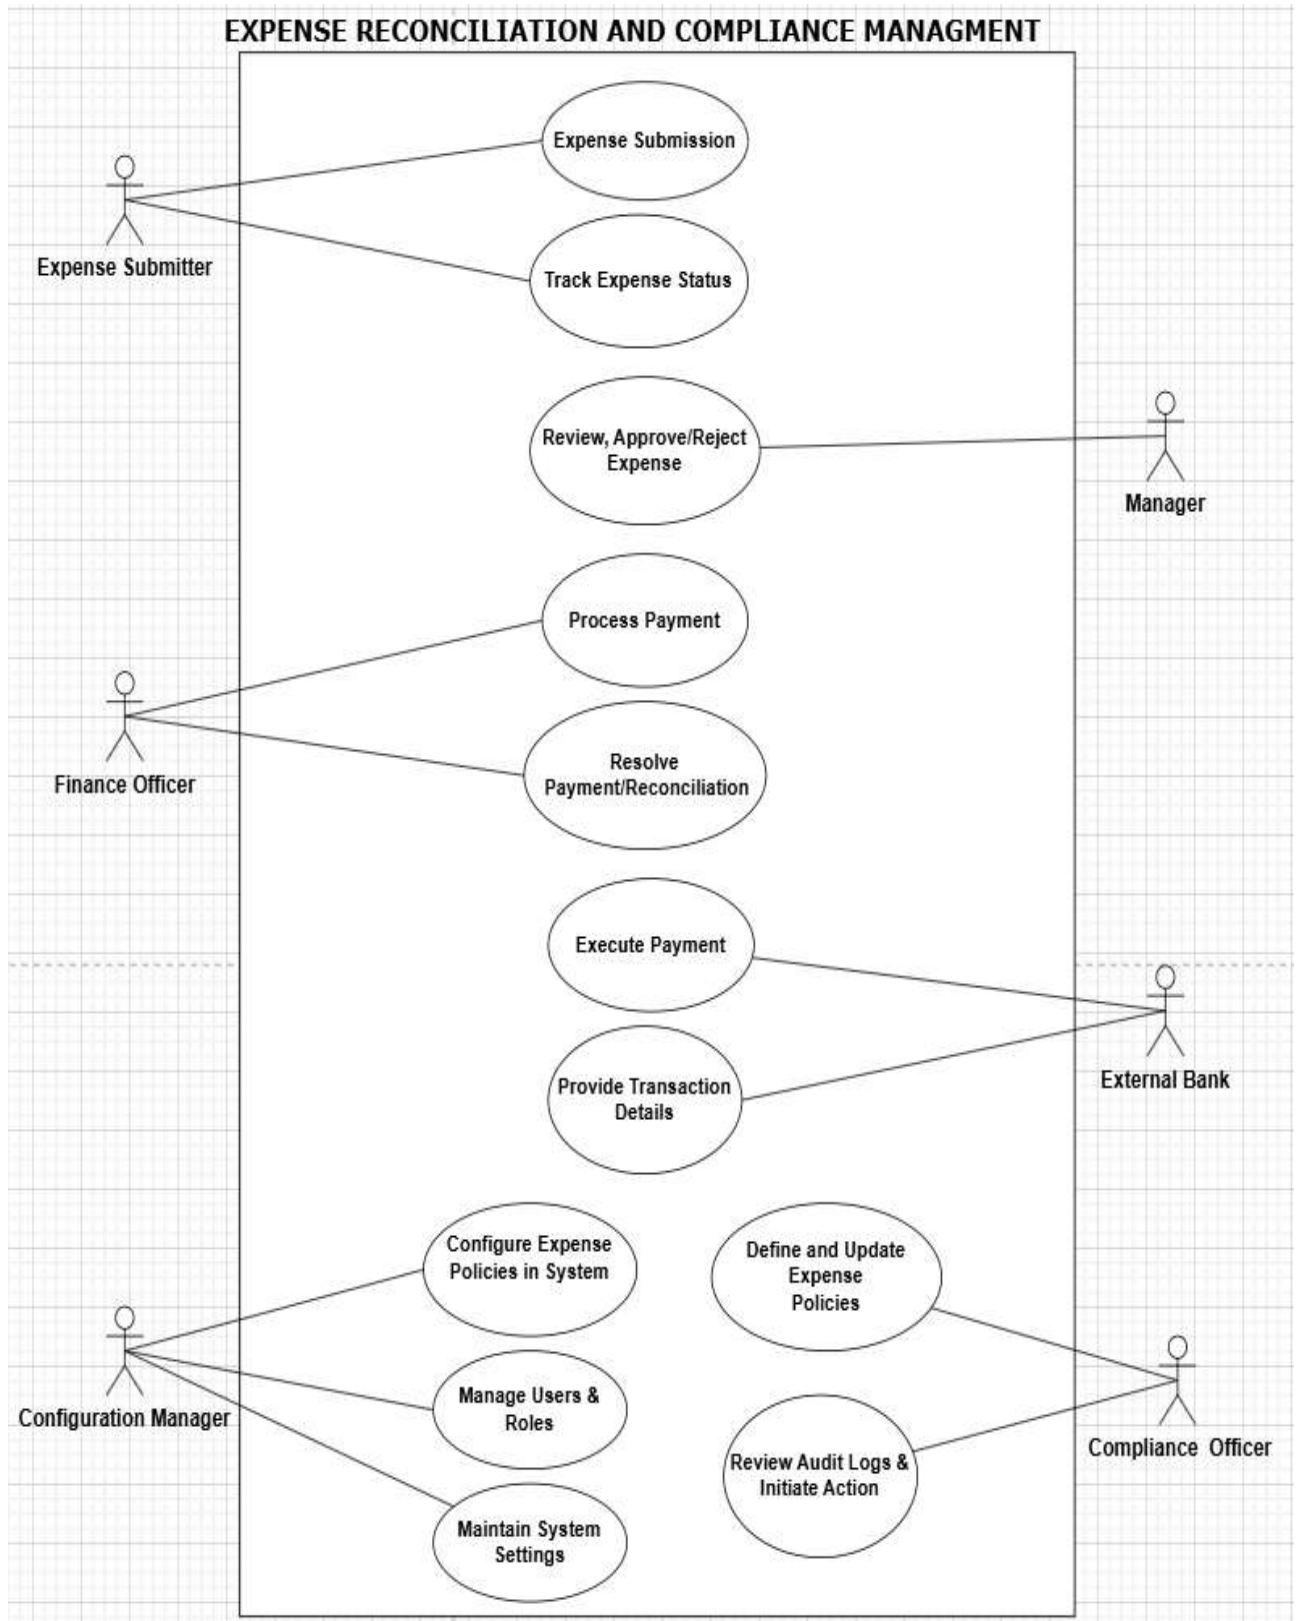 EXPENSE RECONCILIATION AND COMPLIANCE MANAGMENT
Expense Submission
Expense Submitter
Track Expense Status
Review, Approve/Reject
Expense
Manager
Process Payment
Finance Officer
Resolve
Payment/Reconciliation
Execute Payment
External Bank
Provide Transaction
Details
Configure Expense
Policies in System
Define and Update
Expense
Policies
Configuration Manager
Manage Users &
Roles
Compliance Officer
Review Audit Logs &
Initiate Action
Maintain System
Settings